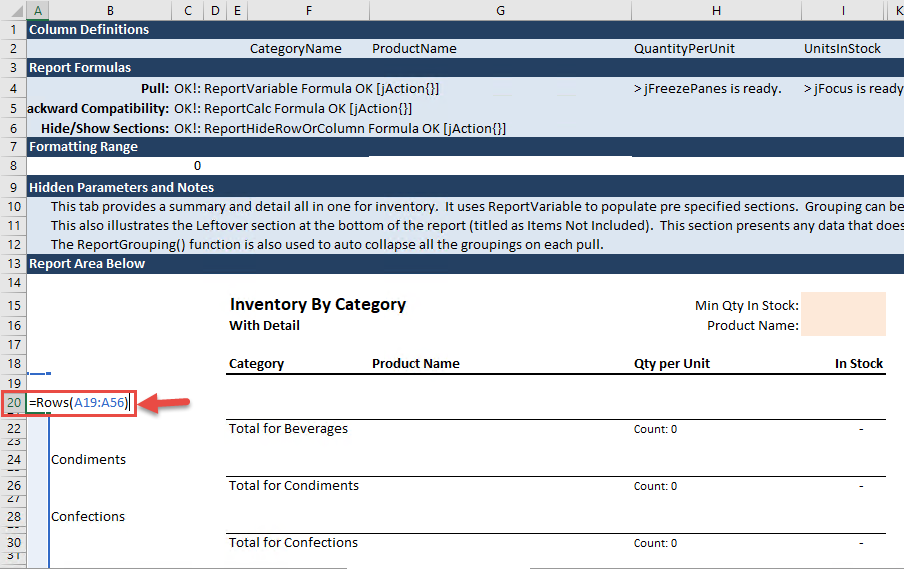 A B C D E F G H I K
1 Column Definitions
2 CategoryName ProductName QuantityPerUnit UnitsInStock
3 Report Formulas
4 Pull: OK!: ReportVariable Formula OK [jAction{}] > jFreezePanes is ready. > jFocus is ready
5 ackward Compatibility: OK!: ReportCalc Formula OK [jAction{}]
6 Hide/Show Sections: OK!: ReportHideRowOrColumn Formula OK [jAction{}]
7 Formatting Range
8 0
9 Hidden Parameters and Notes
10 This tab provides a summary and detail all in one for inventory. It uses ReportVariable to populate pre specified sections. Grouping can be
11 This also illustrates the Leftover section at the bottom of the report (titled as Items Not Included). This section presents any data that does
12 The ReportGrouping() function is also used to auto collapse all the groupings on each pull.
13 Report Area Below
14
15 Inventory By Category Min Qty In Stock:
16 With Detail Product Name:
17
18 Category Product Name Qty per Unit In Stock
19
20 =Rows(A19:A56)
22 Total for Beverages Count: 0 -
23
24 Condiments
26 Total for Condiments Count: 0 -
27
28 Confections
30 Total for Confections Count: 0 -
31